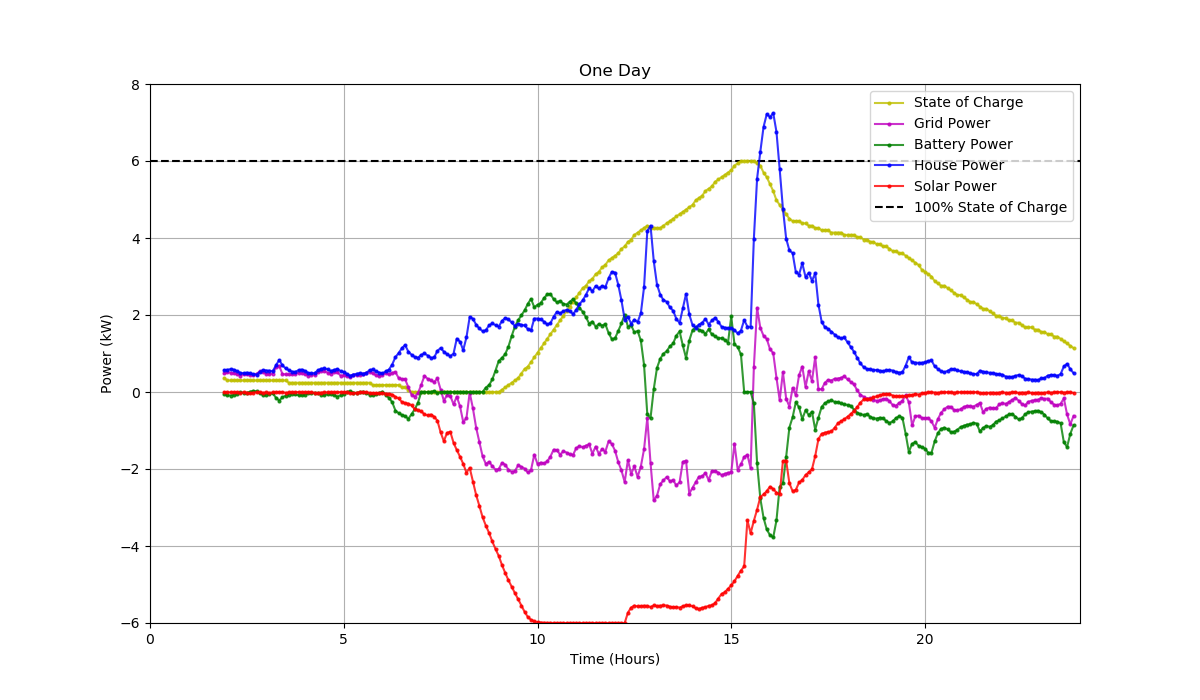 One Day
8
6
4
2
0
−2
−4
−6
Power (kW)
State of Charge
Grid Power
Battery Power
House Power
Solar Power
100% State of Charge
0 5 10 15 20
Time (Hours)